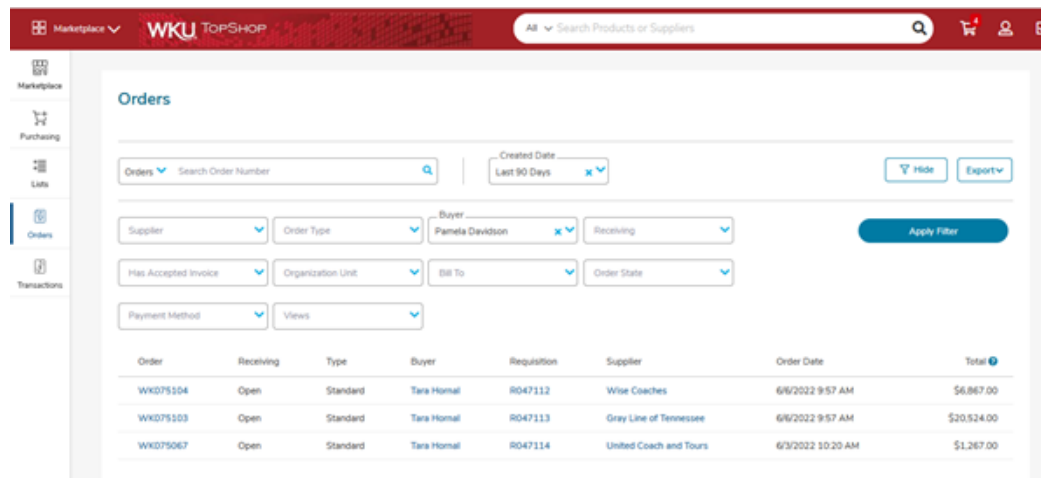 Marketplace WKU TOPSHOP All Search Products or Suppliers 4
Marketplace
Purchasing
Lists
Orders
Transactions
Orders
Orders Search Order Number Created Date Last 90 Days Hide Export
Supplier Order Type Buyer Pamela Davidson Receiving Apply Filter
Has Accepted Invoice Organization Unit Bill To Order State
Payment Method Views
Order Receiving Type Buyer Requisition Supplier Order Date Total
WK075104 Open Standard Tara Hornal R047112 Wise Coaches 6/6/2022 9:57 AM $6,867.00
WK075103 Open Standard Tara Hornal R047113 Gray Line of Tennessee 6/6/2022 9:57 AM $20,524.00
WK075067 Open Standard Tara Hornal R047114 United Coach and Tours 6/3/2022 10:20 AM $1,267.00